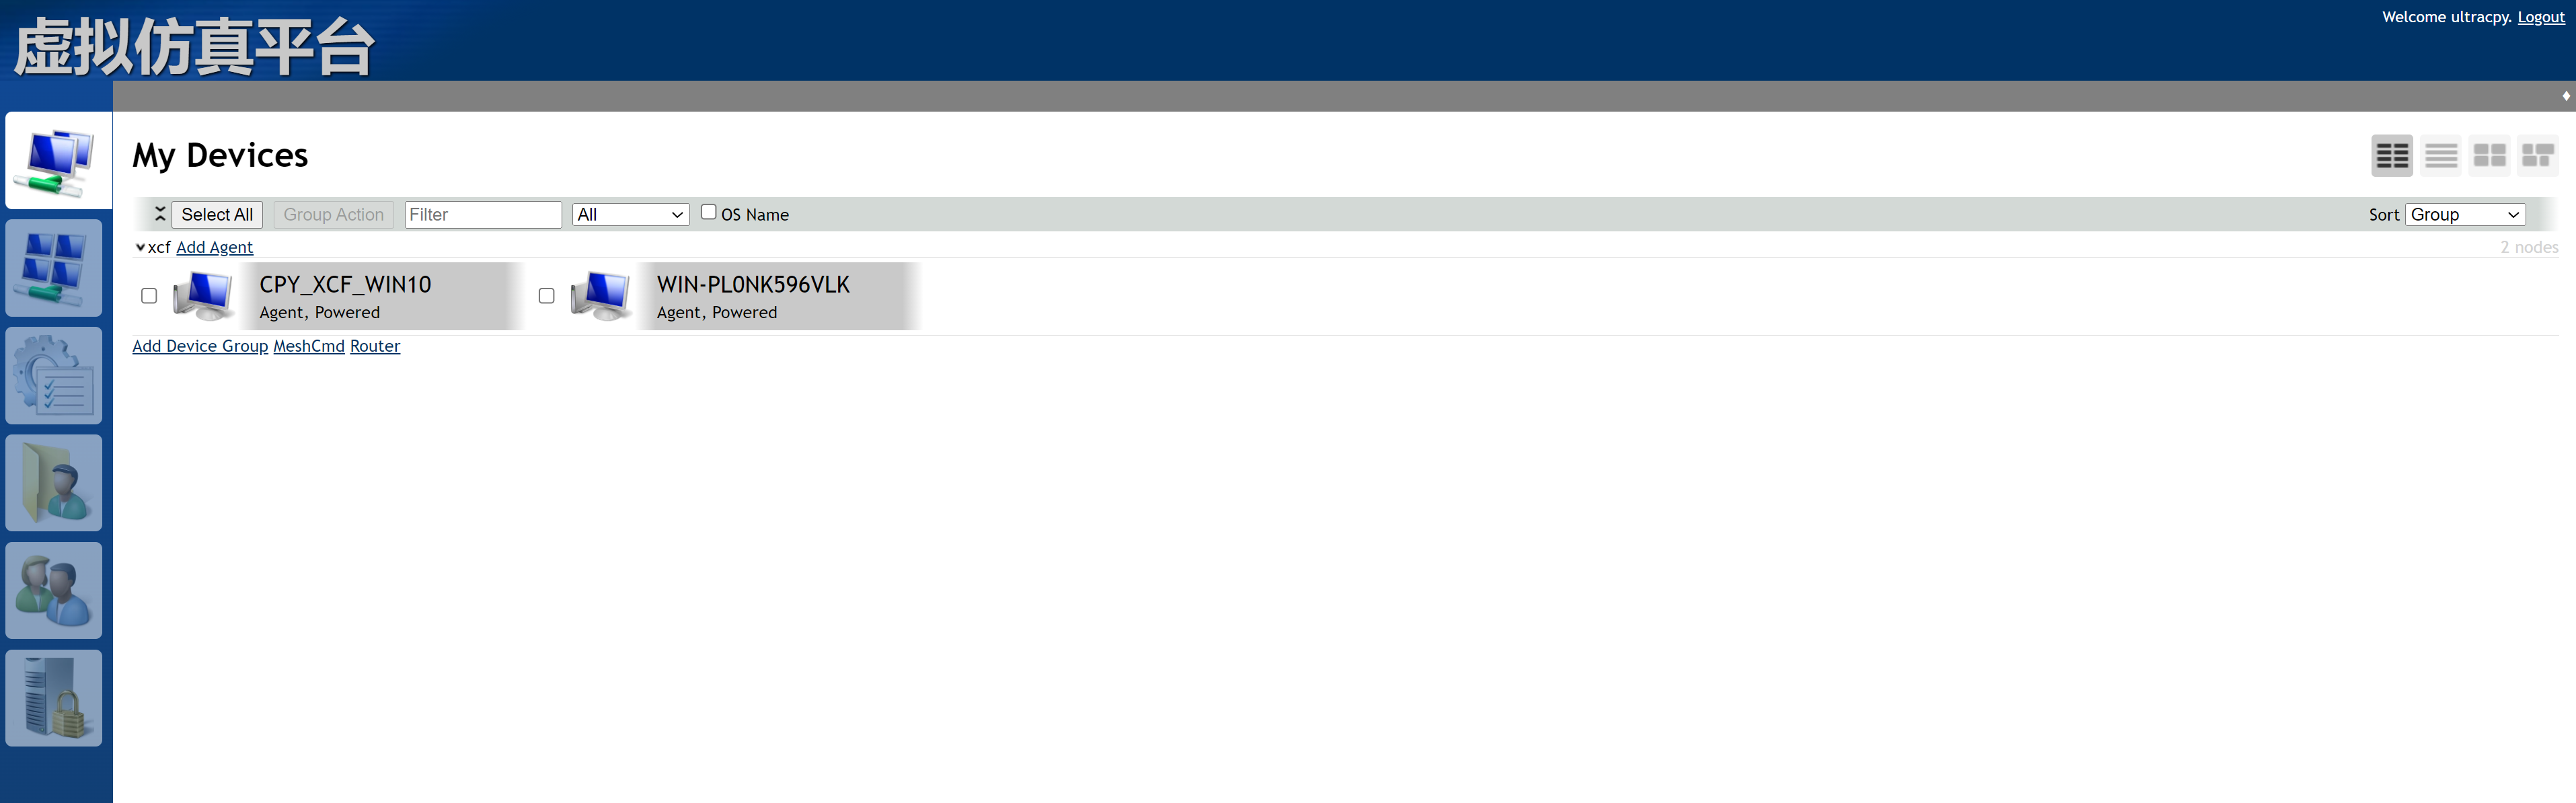 虚拟仿真平台
Welcome ultracpy. Logout
My Devices
Select All Group Action Filter All OS Name Sort Group
xcf Add Agent 2 nodes
CPY_XCF_WIN10 WIN-PL0NK596VLK
Agent, Powered Agent, Powered
Add Device Group MeshCmd Router